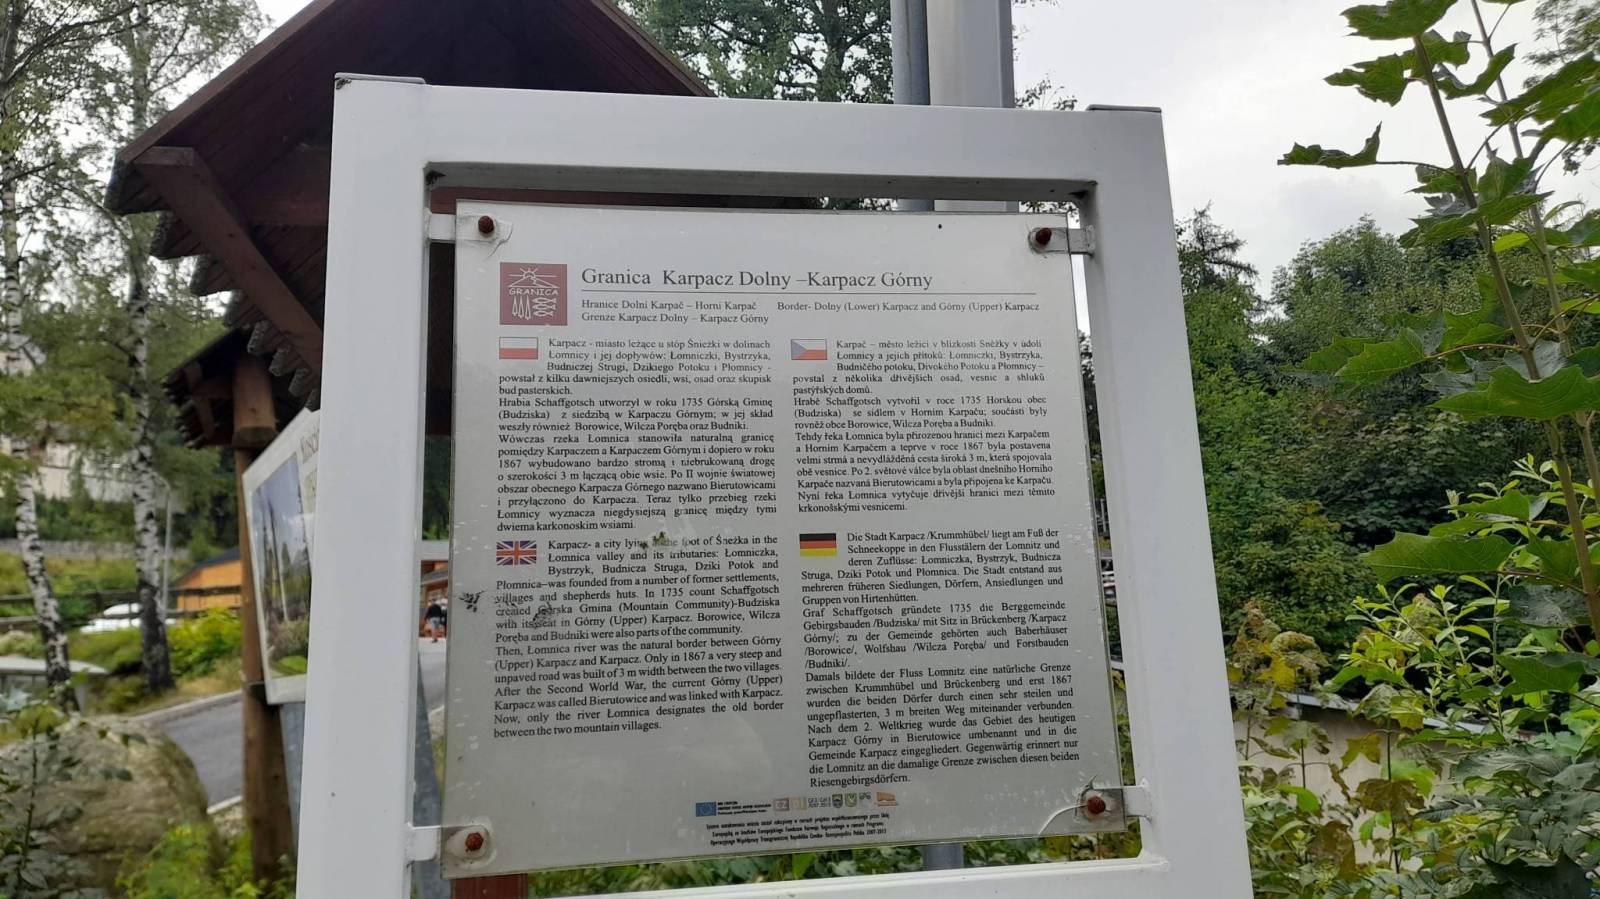 GRANICA
Granica Karpacz Dolny –Karpacz Górny
Hranice Dolní Karpač – Horní Karpač
Grenze Karpacz Dolny – Karpacz Górny
Border- Dolny (Lower) Karpacz and Górny (Upper) Karpacz
Karpacz - miasto leżące u stóp Śnieżki w dolinach
Łomnicy i jej dopływów: Łomniczki, Bystrzyka,
Budniczej Strugi, Dzikiego Potoku i Płomnicy -
powstał z kilku dawniejszych osiedli, wsi, osad oraz skupisk
bud pasterskich.
Hrabia Schaffgotsch utworzył w roku 1735 Górską Gminę
(Budziska) z siedzibą w Karpaczu Górnym; w jej skład
weszły również Borowice, Wilcza Poręba oraz Budniki.
Wówczas rzeka Łomnica stanowiła naturalną granicę
pomiędzy Karpaczem a Karpaczem Górnym i dopiero w roku
1867 wybudowano bardzo stromą i niebrukowaną drogę
o szerokości 3 m łączącą obie wsie. Po II wojnie światowej
obszar obecnego Karpacza Górnego nazwano Bierutowicami
i przyłączono do Karpacza. Teraz tylko przebieg rzeki
Łomnicy wyznacza niegdysiejszą granicę między tymi
dwiema karkonoskim wsiami.
Karpač – město ležící v blízkosti Sněžky v údolí
Łomnicy a jejích přítoků: Łomniczki, Bystrzyka,
Budničého potoku, Divokého Potoku a Płomnicy –
povstal z několika dřívějších osad, vesnic a shluků
pastýřských domů.
Hrabě Schaffgotsch vytvořil v roce 1735 Horskou obec
(Budziska) se sídlem v Horním Karpaču; součástí byly
rovněž obce Borowice, Wilcza Poręba a Budniki.
Tehdy řeka Łomnica byla přirozenou hranicí mezi Karpačem
a Horním Karpačem a teprve v roce 1867 byla postavena
velmi strmá a nevydlážděná cesta široká 3 m, která spojovala
obě vesnice. Po 2. světové válce byla oblast dnešního Horního
Karpače nazvaná Bierutowicami a byla připojena ke Karpaču.
Nyní řeka Łomnica vytyčuje dřívější hranici mezi těmito
krkonošskými vesnicemi.
Karpacz- a city lying at the foot of Śnieżka in the
Łomnica valley and its tributaries: Łomniczka,
Bystrzyk, Budnicza Struga, Dziki Potok and
Płomnica–was founded from a number of former settlements,
villages and shepherds huts. In 1735 count Schaffgotsch
created Górska Gmina (Mountain Community)-Budziska
with its seat in Górny (Upper) Karpacz. Borowice, Wilcza
Poręba and Budniki were also parts of the community.
Then, Łomnica river was the natural border between Górny
(Upper) Karpacz and Karpacz. Only in 1867 a very steep and
unpaved road was built of 3 m width between the two villages.
After the Second World War, the current Górny (Upper)
Karpacz was called Bierutowice and was linked with Karpacz.
Now, only the river Łomnica designates the old border
between the two mountain villages.
Die Stadt Karpacz /Krummhübel/ liegt am Fuß der
Schneekoppe in den Flusstälern der Lomnitz und
deren Zuflüsse: Łomniczka, Bystrzyk, Budnicza
Struga, Dziki Potok und Płomnica. Die Stadt entstand aus
mehreren früheren Siedlungen, Dörfern, Ansiedlungen und
Gruppen von Hirtenhütten.
Graf Schaffgotsch gründete 1735 die Berggemeinde
Gebirgsbauden /Budziska/ mit Sitz in Brückenberg /Karpacz
Górny/; zu der Gemeinde gehörten auch Baberhäuser
/Borowice/, Wolfsbau /Wilcza Poręba/ und Forstbauden
/Budniki/.
Damals bildete der Fluss Lomnitz eine natürliche Grenze
zwischen Krummhübel und Brückenberg und erst 1867
wurden die beiden Dörfer durch einen sehr steilen und
ungepflasterten, 3 m breiten Weg miteinander verbunden.
Nach dem 2. Weltkrieg wurde das Gebiet des heutigen
Karpacz Górny in Bierutowice umbenannt und in die
Gemeinde Karpacz eingegliedert. Gegenwärtig erinnert nur
die Lomnitz an die damalige Grenze zwischen diesen beiden
Riesengebirgsdörfern.